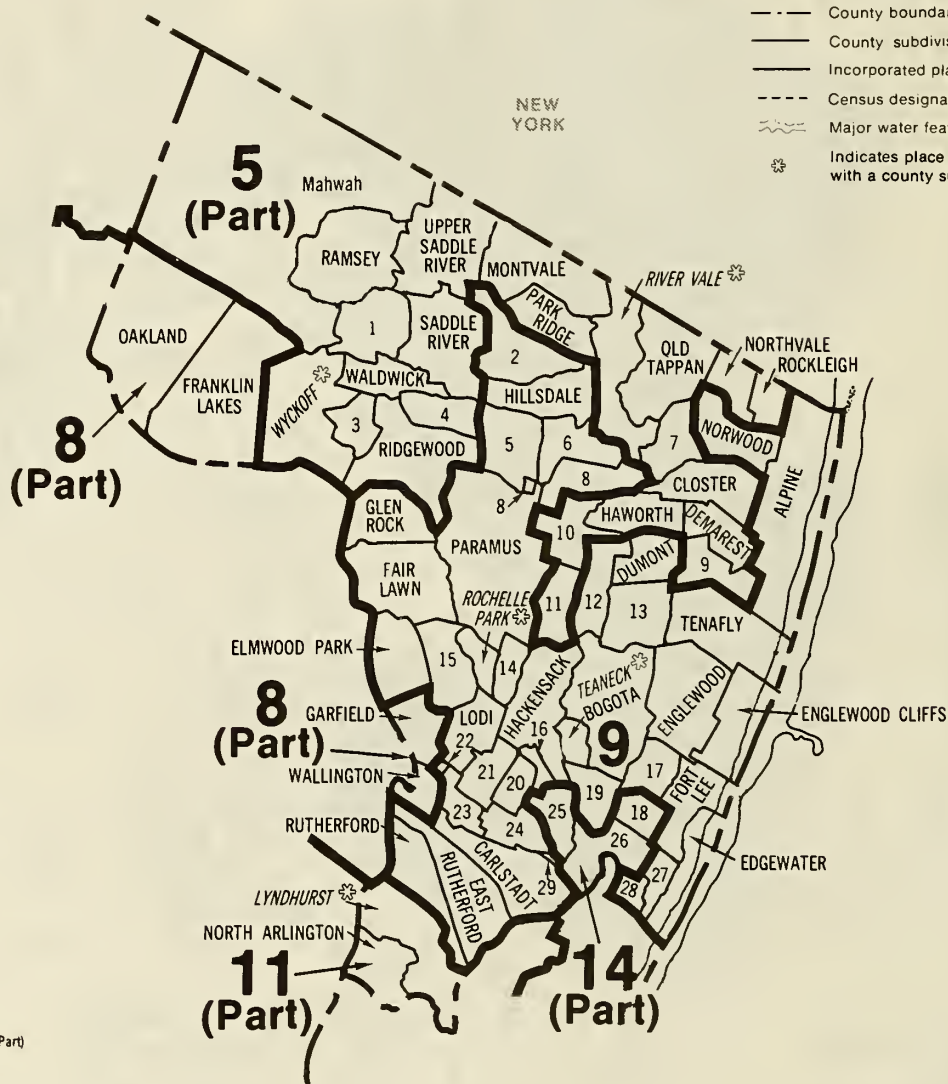 County bounda
County subdivis
Incorporated pla
Census designa
Major water fea
Indicates place
with a county su
NEW
YORK
5
(Part)
Mahwah
RAMSEY
UPPER
SADDLE
RIVER
MONTVALE
RIVER VALE
PARK
RIDGE
OAKLAND
1
SADDLE
RIVER
2
OLD
TAPPAN
NORTHVALE
ROCKLEIGH
FRANKLIN
LAKES
WYCKOFF
WALDWICK
HILLSDALE
3
4
RIDGEWOOD
5
6
7
NORWOOD
8
(Part)
8
8
CLOSTER
ALPINE
GLEN
ROCK
PARAMUS
10
HAWORTH
DEMAREST
FAIR
LAWN
DUMONT
9
ROCHELLE
PARK
11
12
13
TENAFLY
ELMWOOD PARK
15
14
HACKENSACK
TEANECK
BOGOTA
ENGLEWOOD
8
(Part)
GARFIELD
LODI
16
9
ENGLEWOOD CLIFFS
22
WALLINGTON
21
20
19
17
FORT
LEE
RUTHERFORD
23
24
25
18
26
EDGEWATER
CARLSTADT
EAST
RUTHERFORD
29
27
28
LYNDHURST
NORTH ARLINGTON
11
(Part)
14
(Part)
Part)